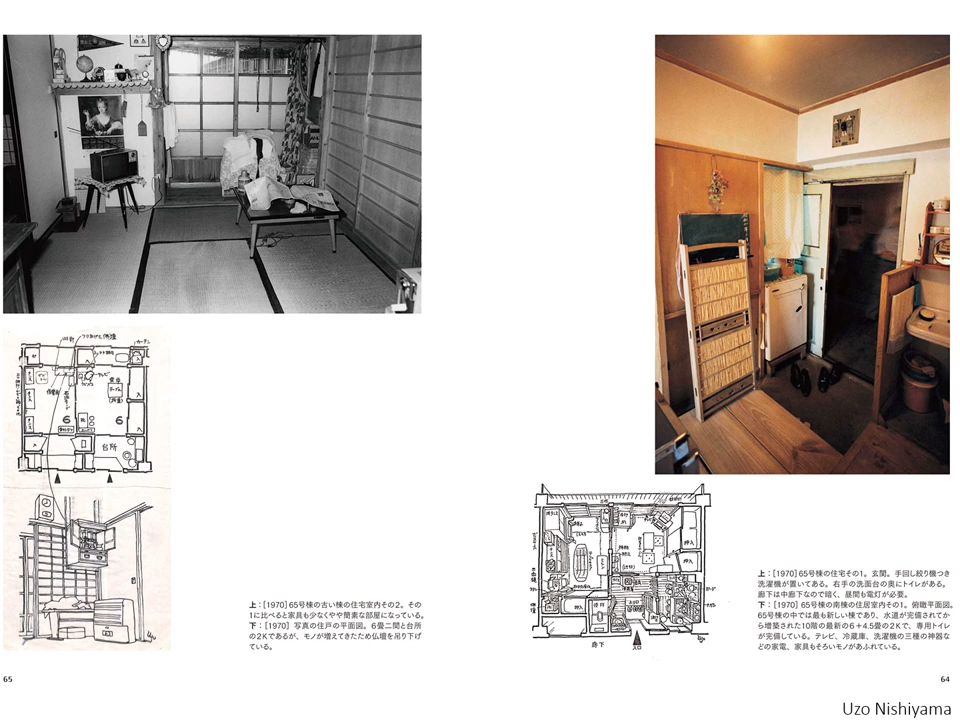 6
6
台所
上：［1970］65号棟の古い棟の住宅室内その2。その
1に比べると家具も少なくやや簡素な部屋になっている。
下：［1970］写真の住戸の平面図。6畳二間と台所
の2Kであるが、モノが増えてきたため仏壇を吊り下げ
ている。
65
押入
押入
廊下
入口
上：［1970］65号棟の住宅その1。玄関。手回し絞り機つき
洗濯機が置いてある。右手の洗面台の奥にトイレがある。
廊下は中廊下なので暗く、昼間も電灯が必要。
下：［1970］65号棟の南棟の住居室内その1。俯瞰平面図。
65号棟の中では最も新しい棟であり、水道が完備されてか
ら増築された10階の最新の6＋4.5畳の2Kで、専用トイレ
が完備している。テレビ、冷蔵庫、洗濯機の三種の神器な
どの家電、家具もそろいモノがあふれている。
64
Uzo Nishiyama